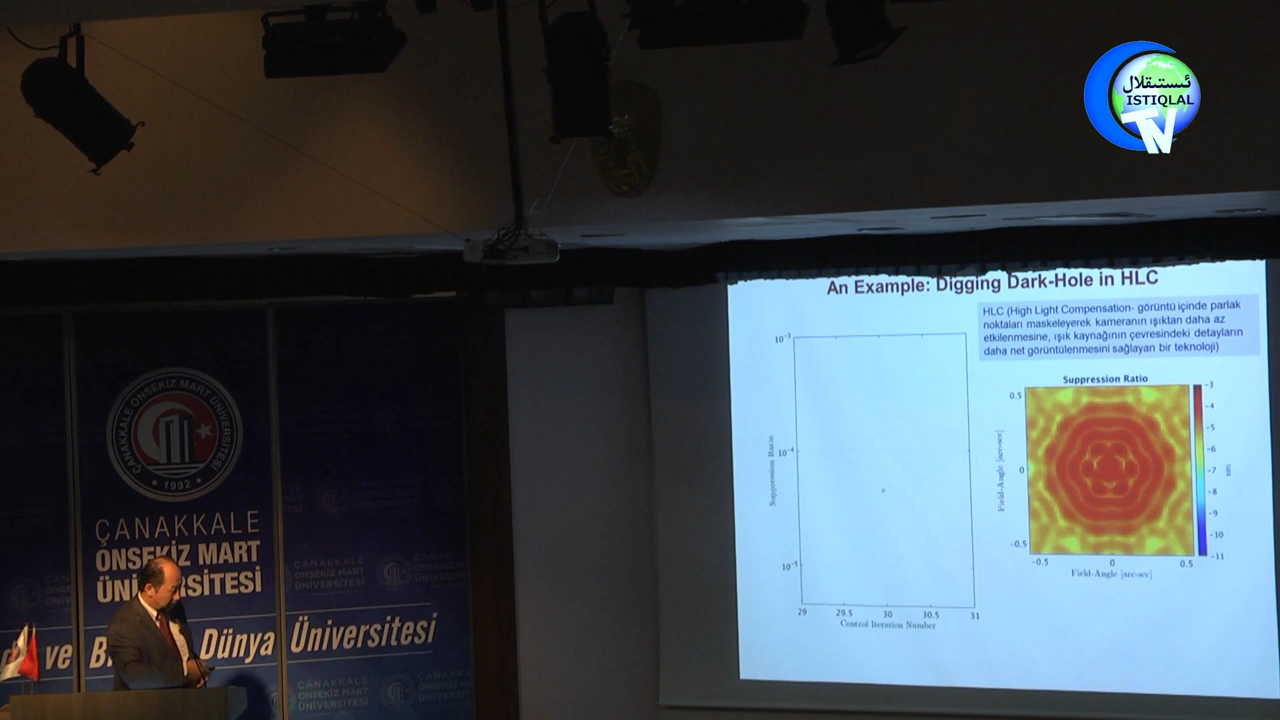 ئىستىقلال
ISTIQLAL
TV
An Example: Digging Dark-Hole in HLC
HLC (High Light Compensation- görüntü içinde parlak
noktaları maskeleyerek kameranın ışıktan daha az
etkilenmesine, ışık kaynağının çevresindeki detayların
daha net görüntülenmesini sağlayan bir teknoloji)
10⁻³
10⁻⁴
10⁻⁵
Suppression Ratio
29 29.5 30 30.5 31
Control Iteration Number
Suppression Ratio
0.5
0
-0.5
Field-Angle [arc-sec]
-0.5 0 0.5
Field-Angle [arc-sec]
-3
-4
-5
-6
-7
-8
-9
-10
-11
ÇANAKKALE ONSEKİZ MART ÜNİVERSİTESİ
1992
ÇANAKKALE
ONSEKİZ MART
ÜNİVERSİTESİ
ve Dünya Üniversitesi
ÇANAKKALE
ONSEKİZ MART
ÜNİVERSİTESİ